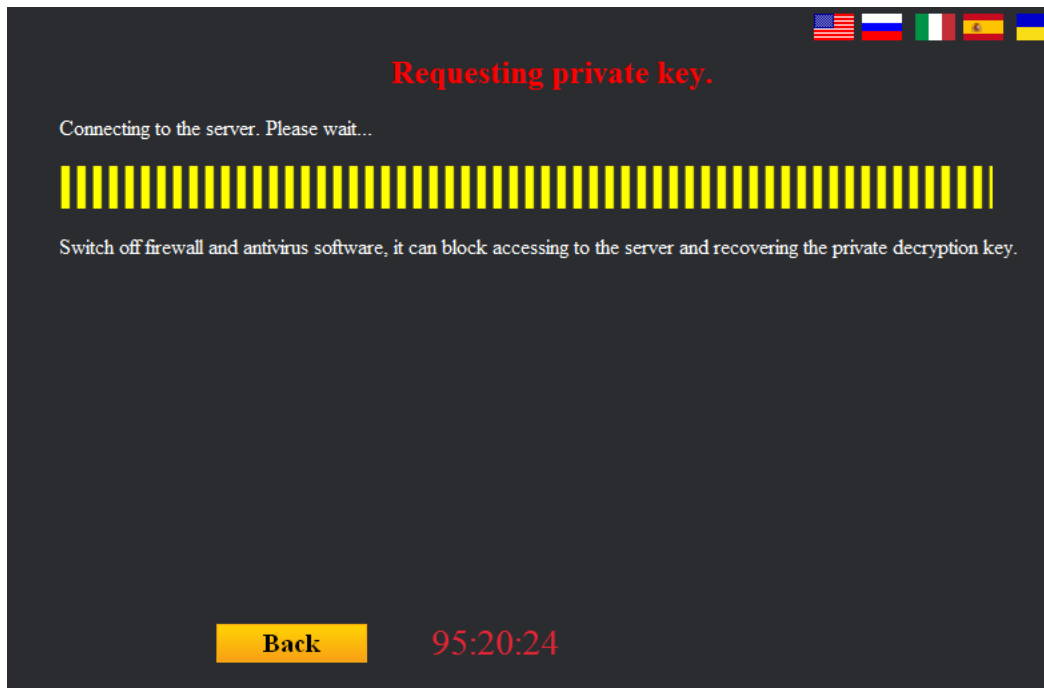 Requesting private key.
Connecting to the server. Please wait...
Switch off firewall and antivirus software, it can block accessing to the server and recovering the private decryption key.
Back
95:20:24